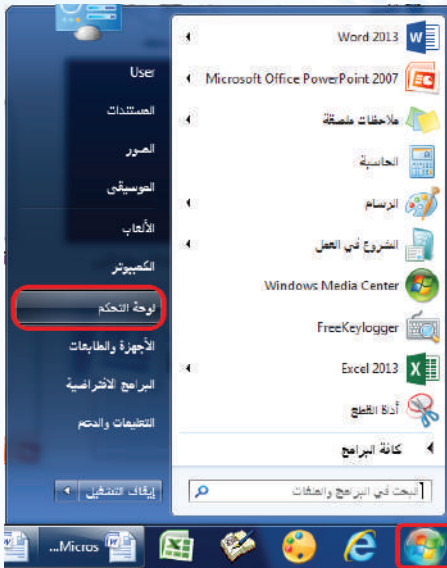 Word 2013
Microsoft Office PowerPoint 2007
ملاحظات ملصقة
الحاسبة
الرسام
الشروع في العمل
Windows Media Center
FreeKeylogger
Excel 2013
أداة القطع
كافة البرامج
البحث في البرامج والملفات
User
المستندات
الصور
الموسيقى
الألعاب
الكمبيوتر
لوحة التحكم
الأجهزة والطابعات
البرامج الافتراضية
التعليمات والدعم
إيقاف التشغيل
...Micros